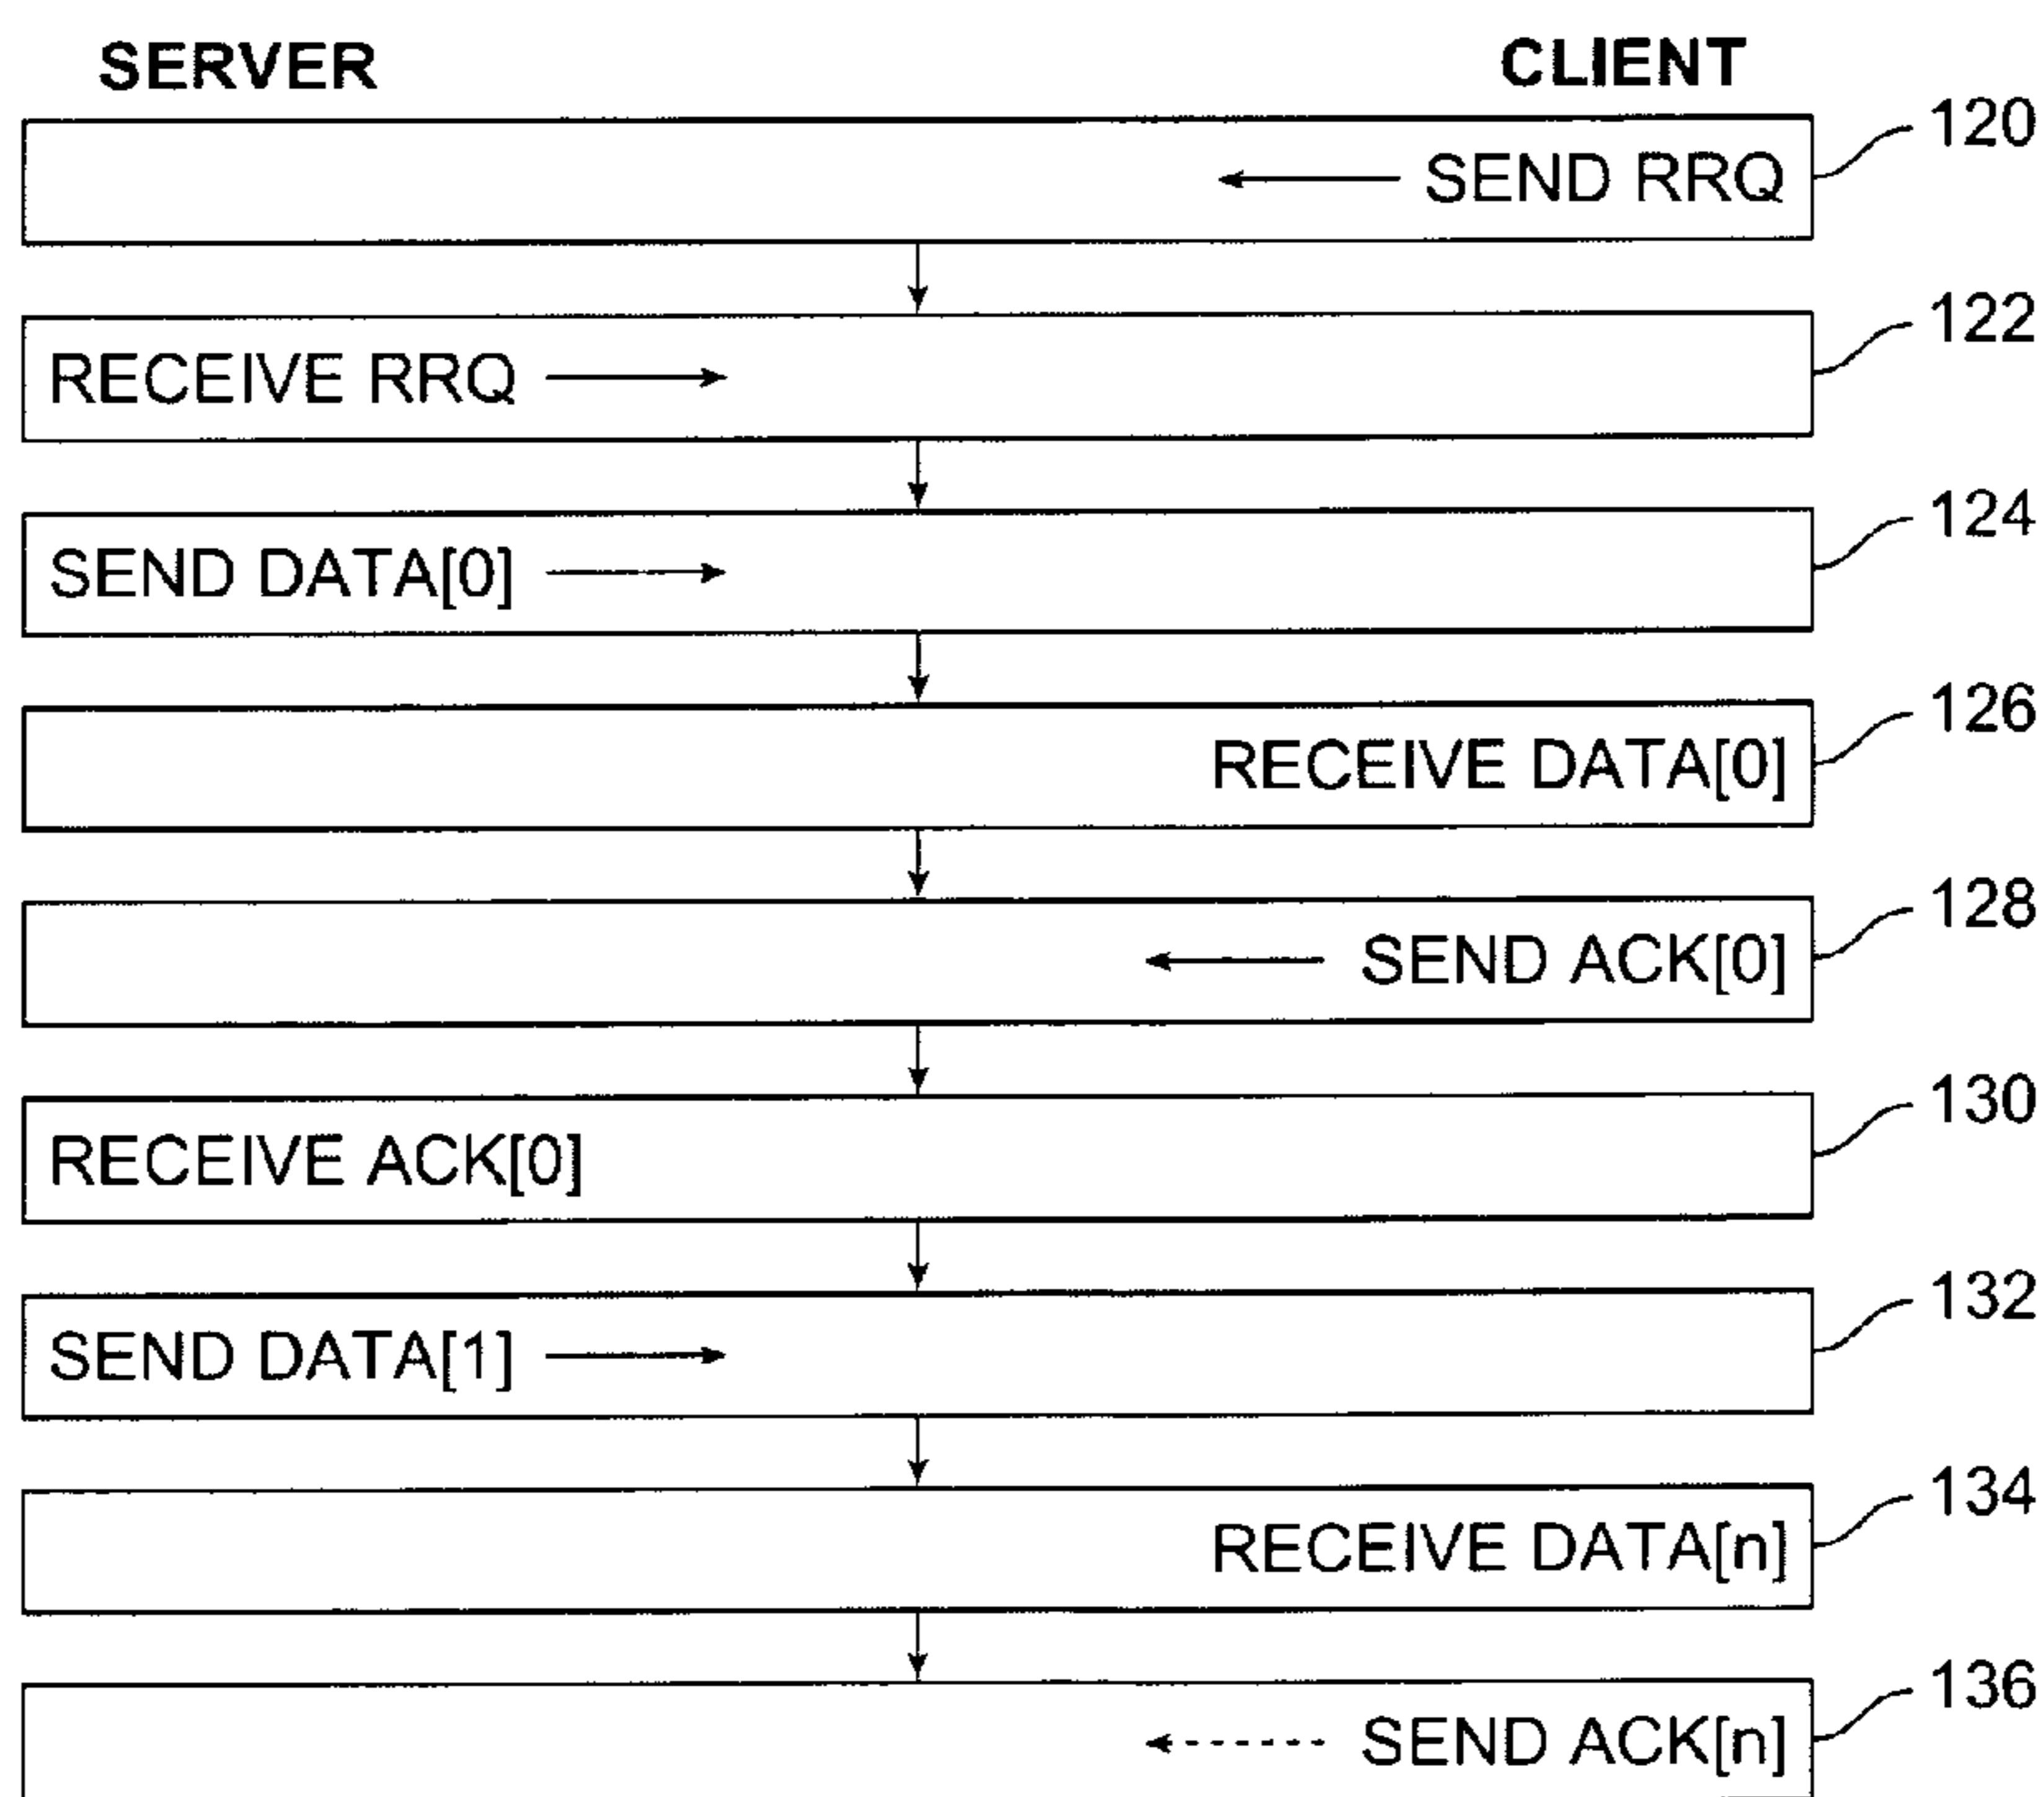 SERVER CLIENT
SEND RRQ 120
RECEIVE RRQ 122
SEND DATA[0] 124
RECEIVE DATA[0] 126
SEND ACK[0] 128
RECEIVE ACK[0] 130
SEND DATA[1] 132
RECEIVE DATA[n] 134
SEND ACK[n] 136